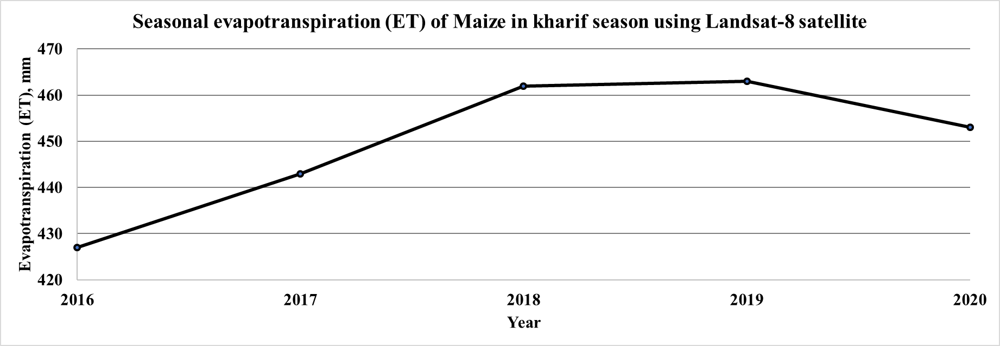 Seasonal evapotranspiration (ET) of Maize in kharif season using Landsat-8 satellite
Evapotranspiration (ET), mm
470
460
450
440
430
420
2016 2017 2018 2019 2020
Year